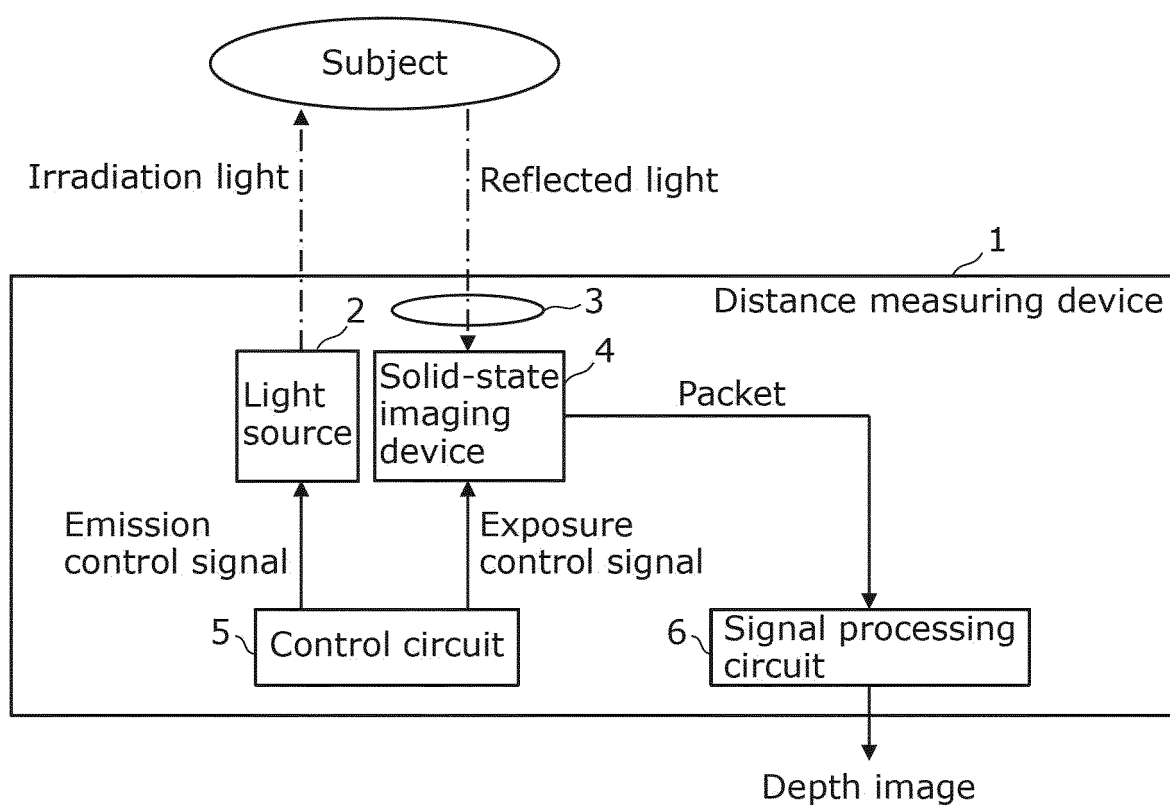 Subject
Irradiation light
Reflected light
1
Distance measuring device
2
3
4
Light
source
Solid-state
imaging
device
Packet
Emission
control signal
Exposure
control signal
5
Control circuit
6
Signal processing
circuit
Depth image